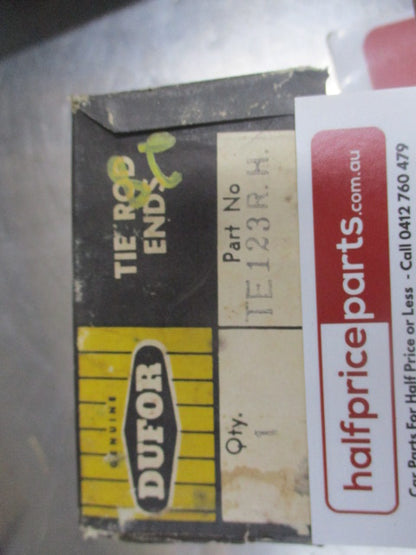 GENUINE
DUFOR
TIE ROD
ENDS
Qty.
1
Part No
TE123R.H.
halfpriceparts.com.au
Car Parts For Half Price or Less - Call 0412 760 479